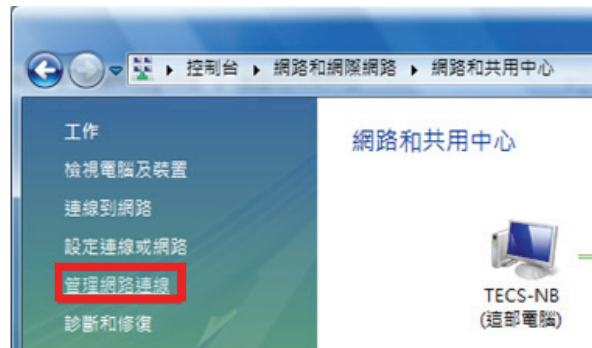 控制台 ▸ 網路和網際網路 ▸ 網路和共用中心
工作
檢視電腦及裝置
連線到網路
設定連線或網路
管理網路連線
診斷和修復
網路和共用中心
TECS-NB
(這部電腦)